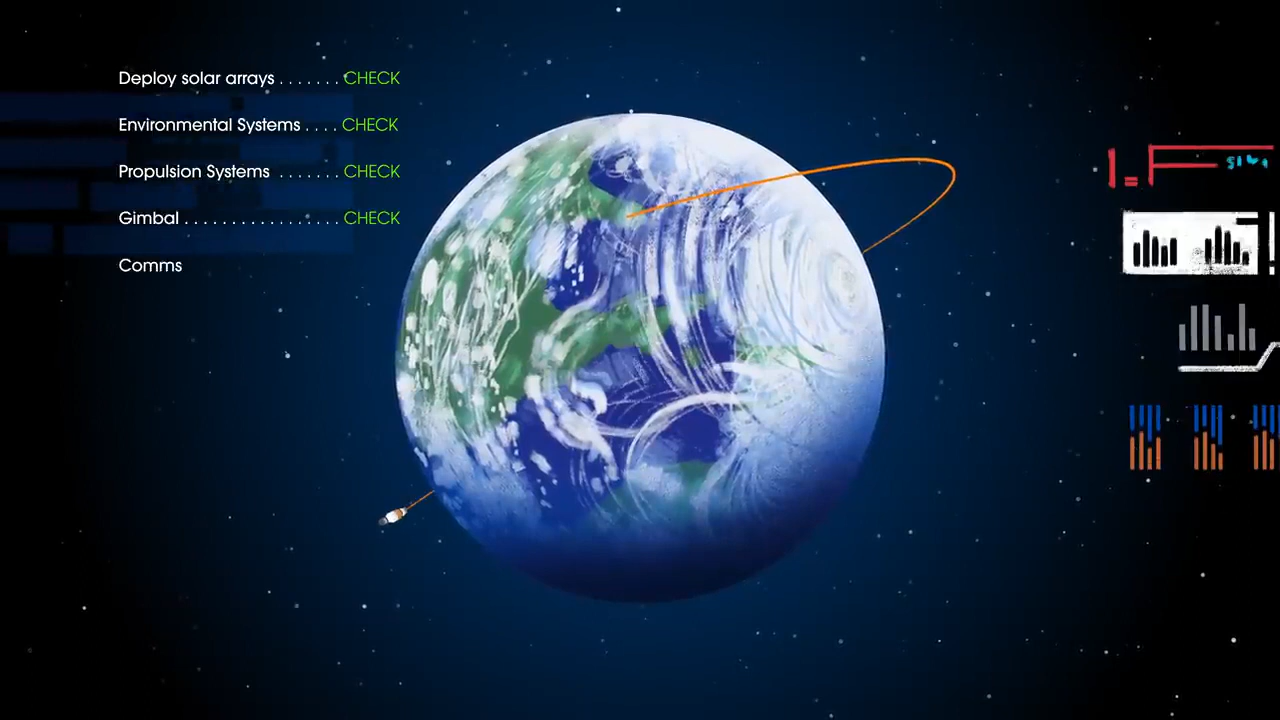 Deploy solar arrays . . . . . . . CHECK
Environmental Systems . . . . CHECK
Propulsion Systems . . . . . . . CHECK
Gimbal . . . . . . . . . . . . . . . . CHECK
Comms